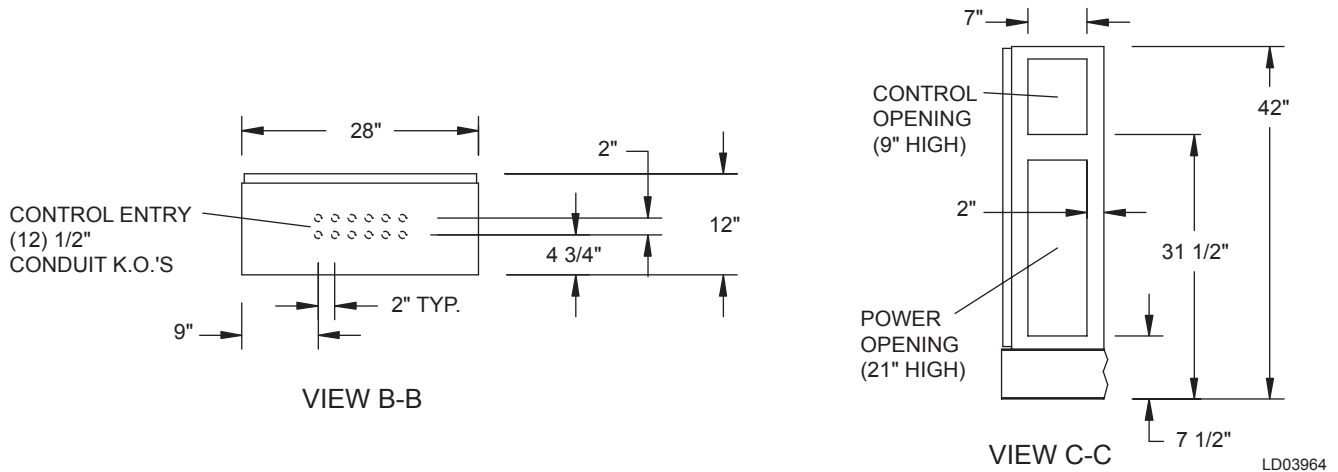 28"
2"
12"
CONTROL ENTRY
(12) 1/2"
CONDUIT K.O.'S
4 3/4"
2" TYP.
9"
VIEW B-B
7"
CONTROL
OPENING
(9" HIGH)
42"
2"
31 1/2"
POWER
OPENING
(21" HIGH)
7 1/2"
VIEW C-C
LD03964